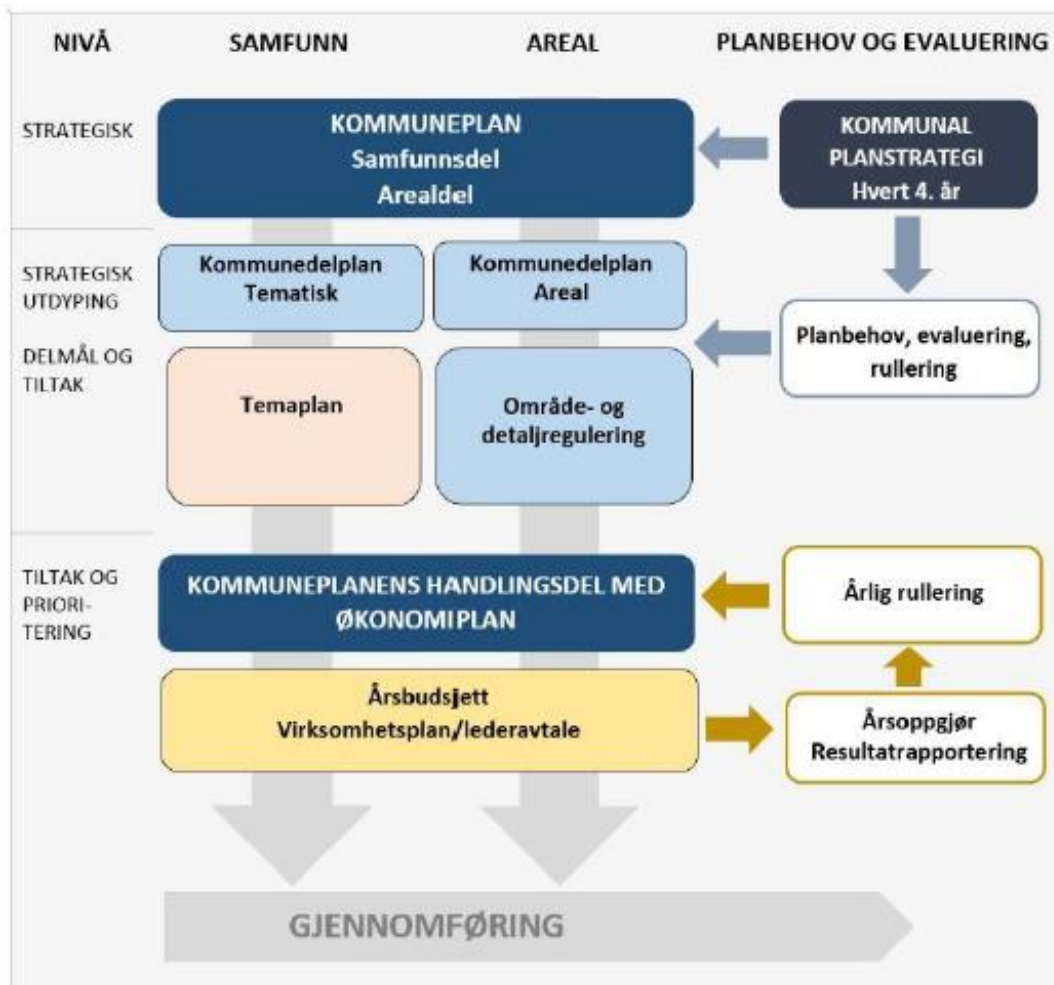 NIVÅ
SAMFUNN
AREAL
PLANBEHOV OG EVALUERING
STRATEGISK
KOMMUNEPLAN
Samfunnsdel
Arealdel
KOMMUNAL
PLANSTRATEGI
Hvert 4. år
STRATEGISK
UTDYPING
Kommunedelplan
Tematisk
Kommunedelplan
Areal
Planbehov, evaluering,
rullering
DELMÅL OG
TILTAK
Temaplan
Område- og
detaljregulering
TILTAK OG
PRIORI-
TERING
KOMMUNEPLANENS HANDLINGSDEL MED
ØKONOMIPLAN
Årlig rullering
Årsbudsjett
Virksomhetsplan/lederavtale
Årsoppgjør
Resultatrapportering
GJENNOMFØRING